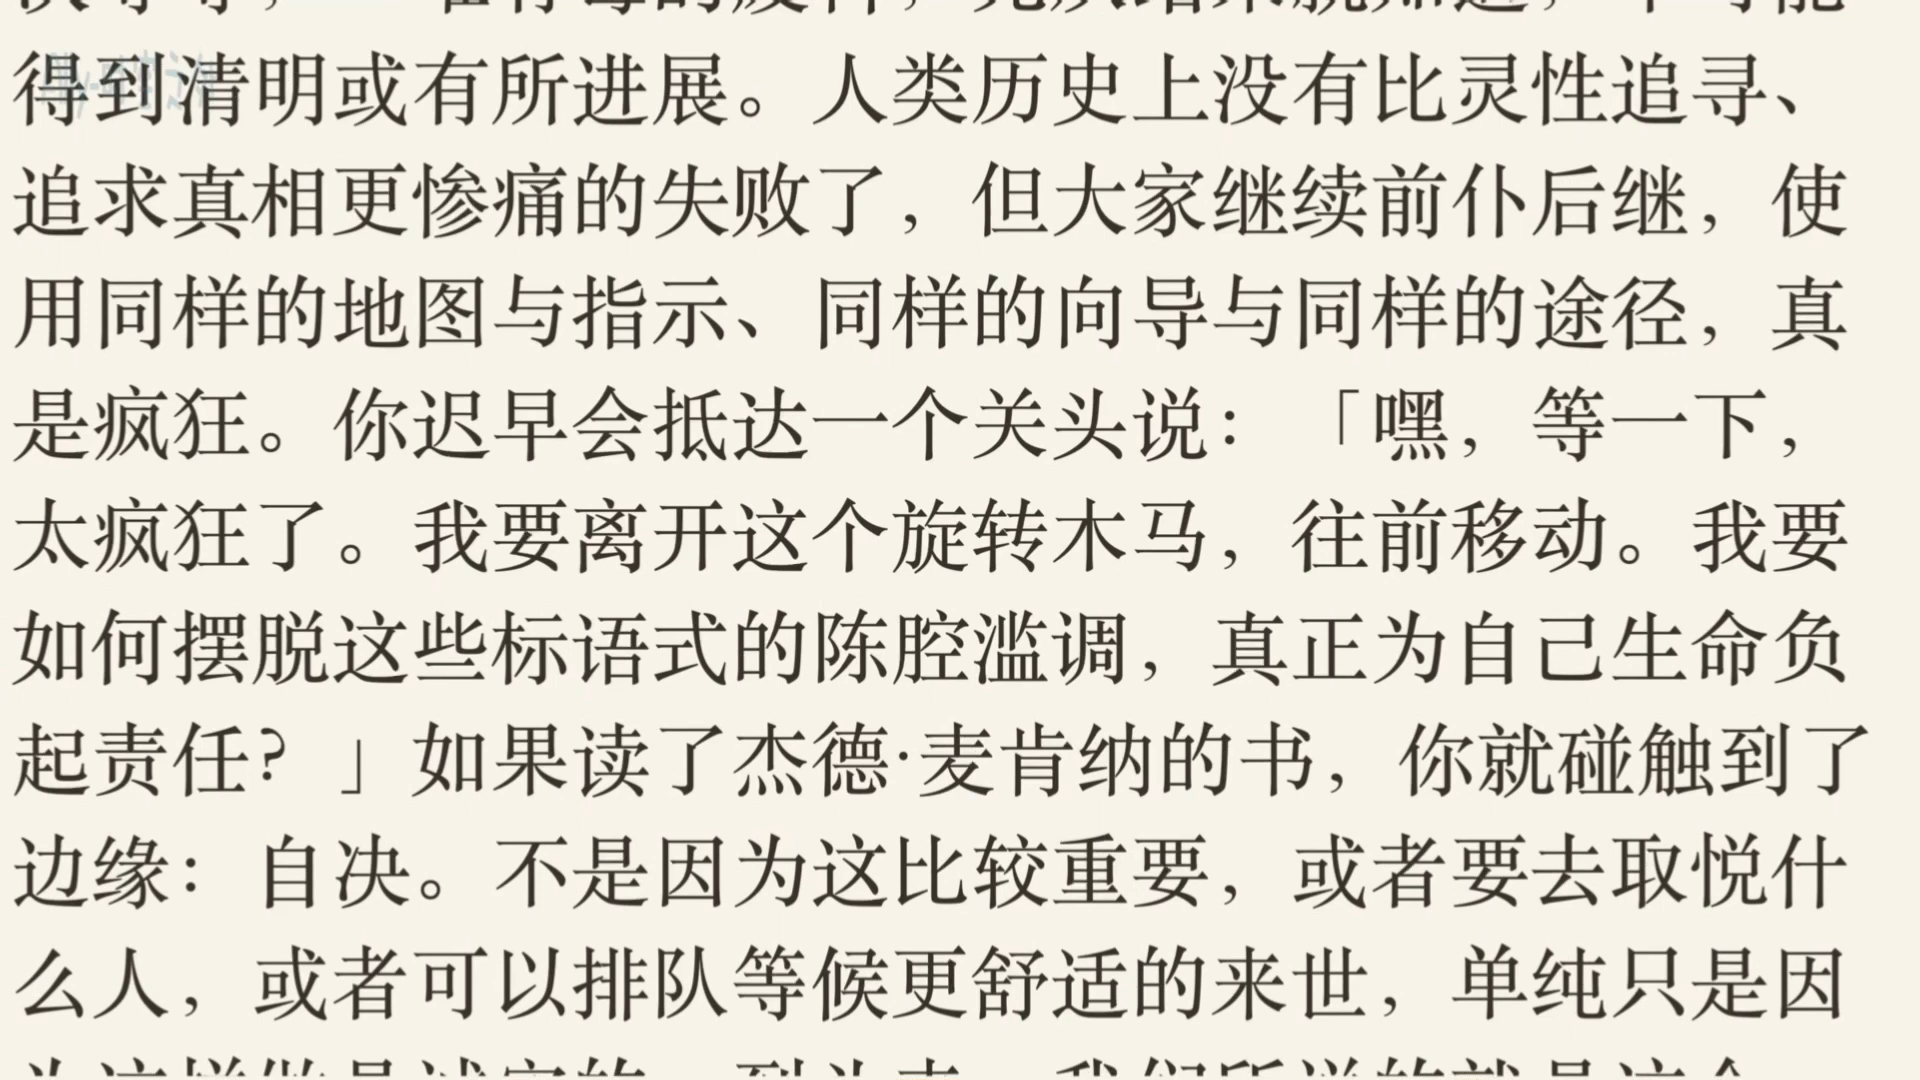 得到清明或有所进展。人类历史上没有比灵性追寻、
追求真相更惨痛的失败了，但大家继续前仆后继，使
用同样的地图与指示、同样的向导与同样的途径，真
是疯狂。你迟早会抵达一个关头说：「嘿，等一下，
太疯狂了。我要离开这个旋转木马，往前移动。我要
如何摆脱这些标语式的陈腔滥调，真正为自己生命负
起责任？」如果读了杰德·麦肯纳的书，你就碰触到了
边缘：自决。不是因为这比较重要，或者要去取悦什
么人，或者可以排队等候更舒适的来世，单纯只是因